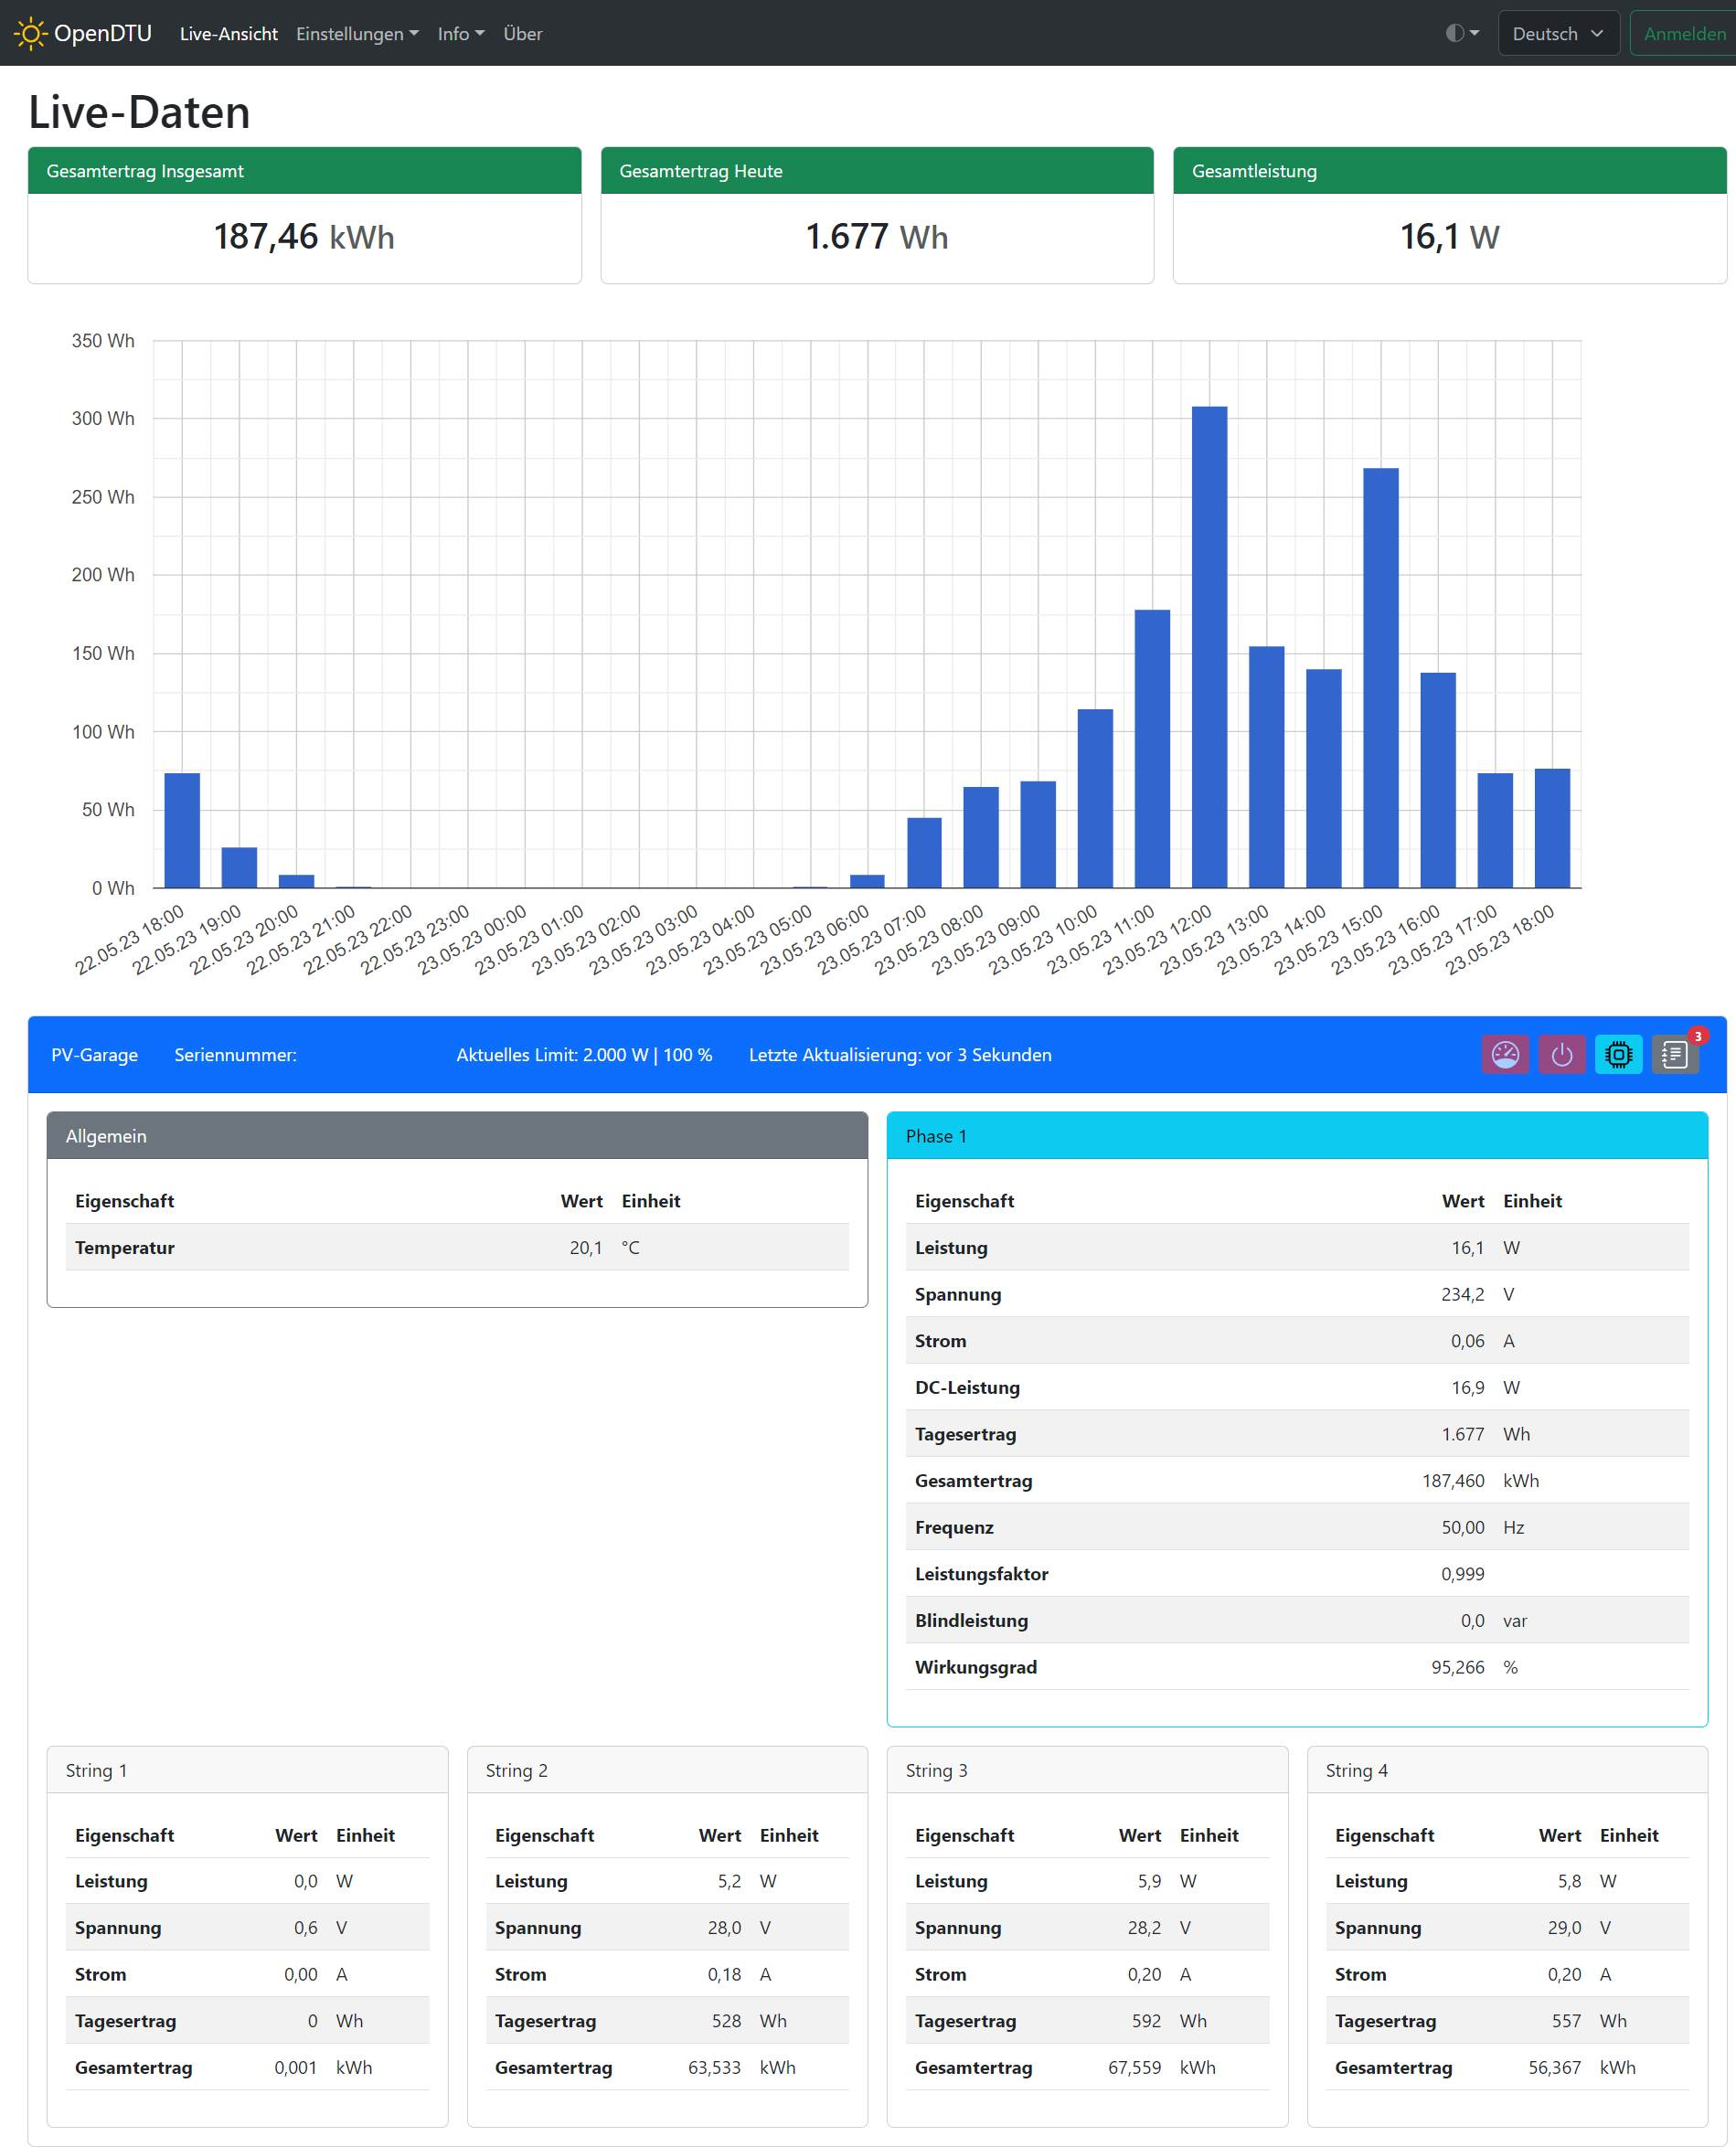 OpenDTU Live-Ansicht Einstellungen Info Über Deutsch Anmelden
Live-Daten
Gesamtertrag Insgesamt
187,46 kWh
Gesamtertrag Heute
1.677 Wh
Gesamtleistung
16,1 W
350 Wh
300 Wh
250 Wh
200 Wh
150 Wh
100 Wh
50 Wh
0 Wh
22.05.23 18:00
22.05.23 19:00
22.05.23 20:00
22.05.23 21:00
22.05.23 22:00
22.05.23 23:00
23.05.23 00:00
23.05.23 01:00
23.05.23 02:00
23.05.23 03:00
23.05.23 04:00
23.05.23 05:00
23.05.23 06:00
23.05.23 07:00
23.05.23 08:00
23.05.23 09:00
23.05.23 10:00
23.05.23 11:00
23.05.23 12:00
23.05.23 13:00
23.05.23 14:00
23.05.23 15:00
23.05.23 16:00
23.05.23 17:00
23.05.23 18:00
PV-Garage Seriennummer: Aktuelles Limit: 2.000 W | 100 % Letzte Aktualisierung: vor 3 Sekunden 3
Allgemein
Eigenschaft Wert Einheit
Temperatur 20,1 °C
Phase 1
Eigenschaft Wert Einheit
Leistung 16,1 W
Spannung 234,2 V
Strom 0,06 A
DC-Leistung 16,9 W
Tagesertrag 1.677 Wh
Gesamtertrag 187,460 kWh
Frequenz 50,00 Hz
Leistungsfaktor 0,999
Blindleistung 0,0 var
Wirkungsgrad 95,266 %
String 1
Eigenschaft Wert Einheit
Leistung 0,0 W
Spannung 0,6 V
Strom 0,00 A
Tagesertrag 0 Wh
Gesamtertrag 0,001 kWh
String 2
Eigenschaft Wert Einheit
Leistung 5,2 W
Spannung 28,0 V
Strom 0,18 A
Tagesertrag 528 Wh
Gesamtertrag 63,533 kWh
String 3
Eigenschaft Wert Einheit
Leistung 5,9 W
Spannung 28,2 V
Strom 0,20 A
Tagesertrag 592 Wh
Gesamtertrag 67,559 kWh
String 4
Eigenschaft Wert Einheit
Leistung 5,8 W
Spannung 29,0 V
Strom 0,20 A
Tagesertrag 557 Wh
Gesamtertrag 56,367 kWh